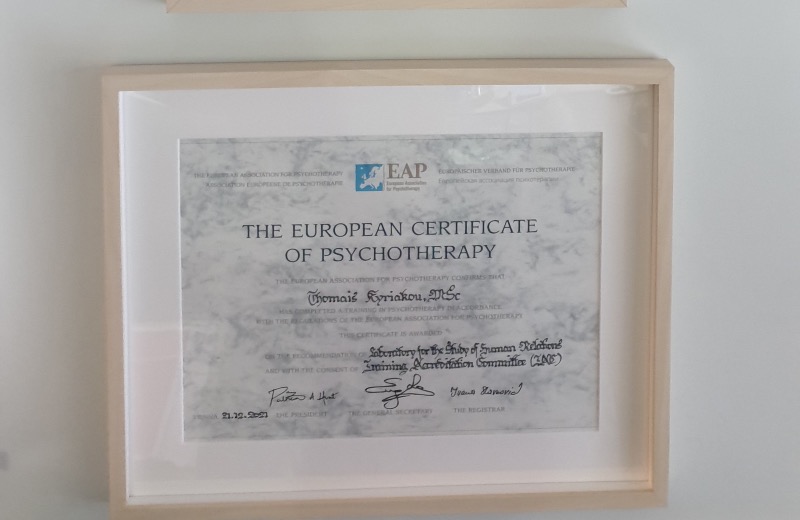 THE EUROPEAN ASSOCIATION FOR PSYCHOTHERAPY
ASSOCIATION EUROPEENNE DE PSYCHOTHERAPIE
EAP
European Association
for Psychotherapy
EUROPÄISCHER VERBAND FÜR PSYCHOTHERAPIE
THE EUROPEAN CERTIFICATE
OF PSYCHOTHERAPY
THE EUROPEAN ASSOCIATION FOR PSYCHOTHERAPY CONFIRMS THAT
Thomais Kyriakou, MSc
HAS COMPLETED A TRAINING IN PSYCHOTHERAPY IN ACCORDANCE
WITH THE REGULATIONS OF THE EUROPEAN ASSOCIATION FOR PSYCHOTHERAPY
THIS CERTIFICATE IS AWARDED
ON THE RECOMMENDATION OF Laboratory for the Study of Human Relations
AND WITH THE CONSENT OF Training Accreditation Committee
VIENNA 21.12.2021 THE PRESIDENT THE GENERAL SECRETARY THE REGISTRAR